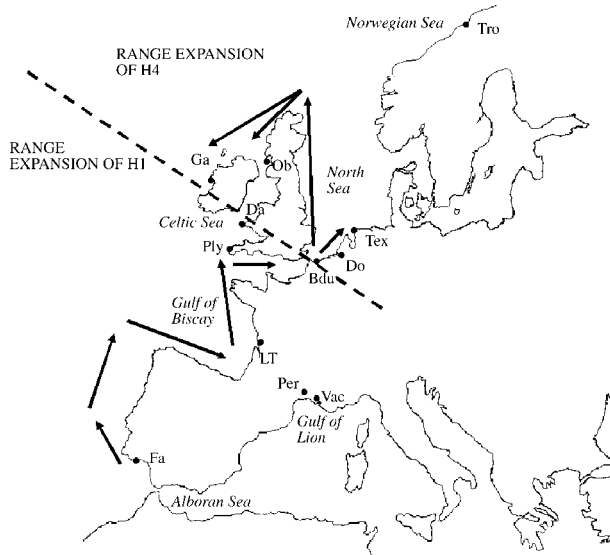 Norwegian Sea
Tro
RANGE EXPANSION
OF H4
RANGE
EXPANSION OF H1
Ga
Ob
North
Sea
Da
Celtic Sea
Ply
Tex
Do
Bdu
Gulf of
Biscay
LT
Per
Vac
Gulf of
Lion
Fa
Alboran Sea